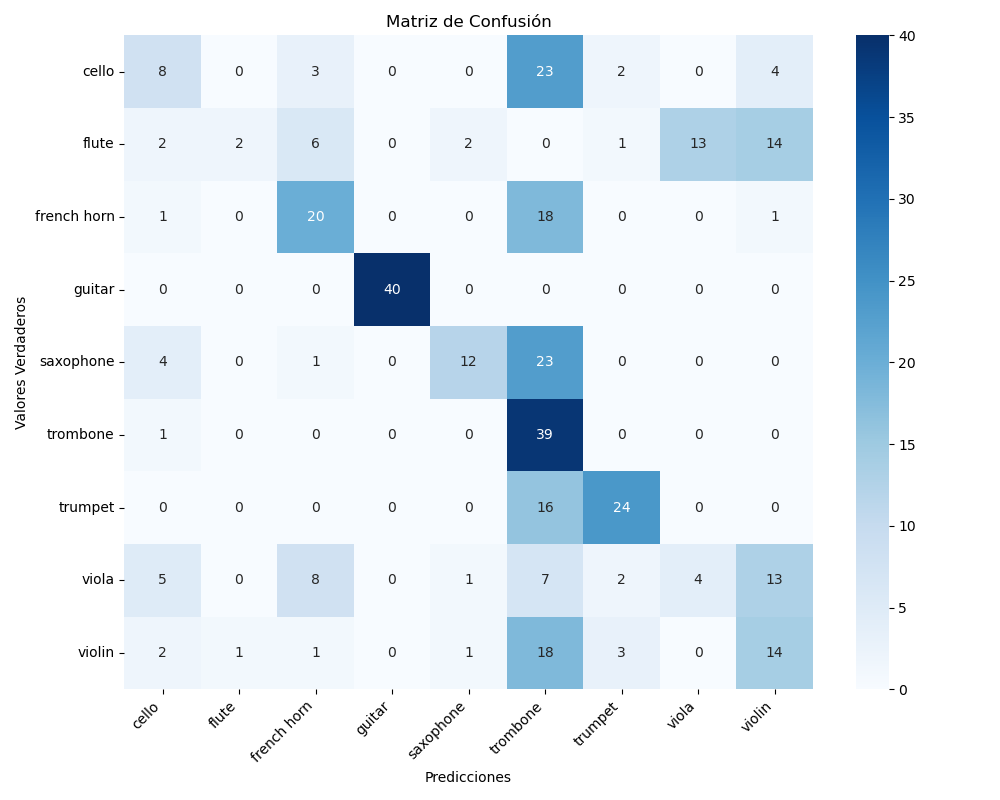 Matriz de Confusión
cello 8 0 3 0 0 23 2 0 4
flute 2 2 6 0 2 0 1 13 14
french horn 1 0 20 0 0 18 0 0 1
guitar 0 0 0 40 0 0 0 0 0
saxophone 4 0 1 0 12 23 0 0 0
trombone 1 0 0 0 0 39 0 0 0
trumpet 0 0 0 0 0 16 24 0 0
viola 5 0 8 0 1 7 2 4 13
violin 2 1 1 0 1 18 3 0 14
cello flute french horn guitar saxophone trombone trumpet viola violin
Predicciones
Valores Verdaderos
40
35
30
25
20
15
10
5
0